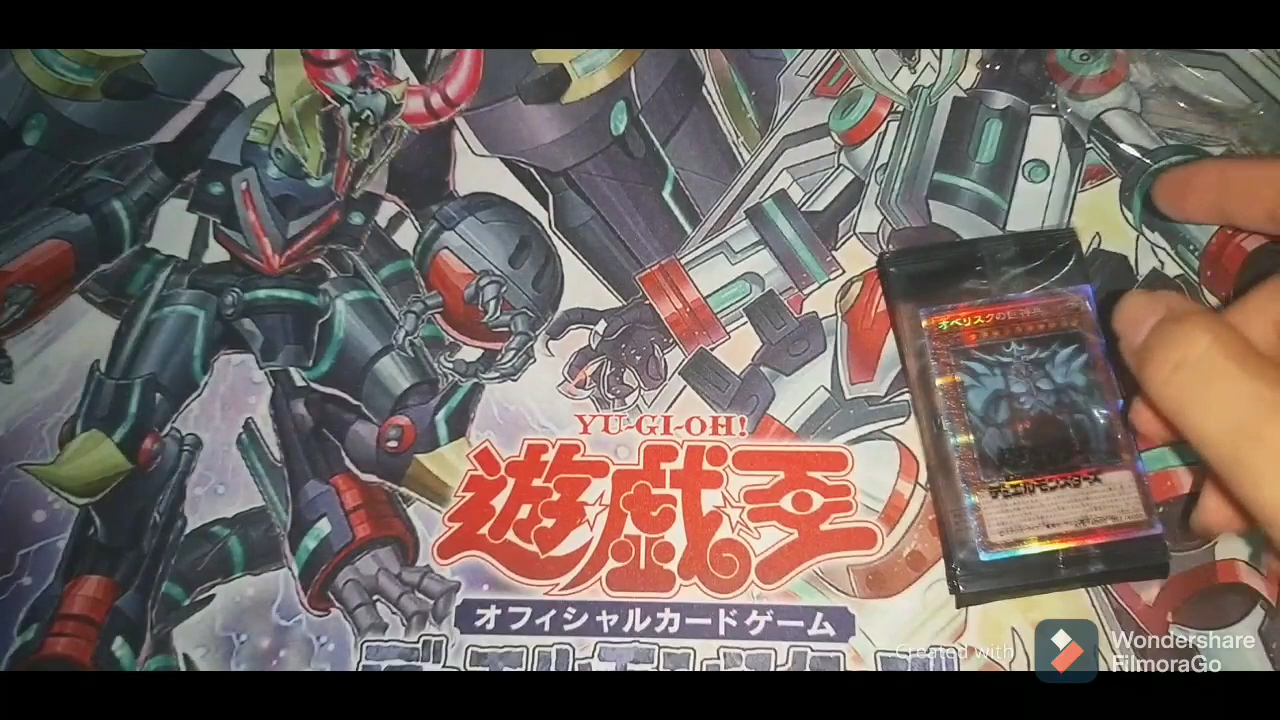 YU-GI-OH!
遊戯王
オフィシャルカードゲーム
オベリスクの巨神兵
デュエルモンスターズ
Created with
Wondershare
FilmoraGo